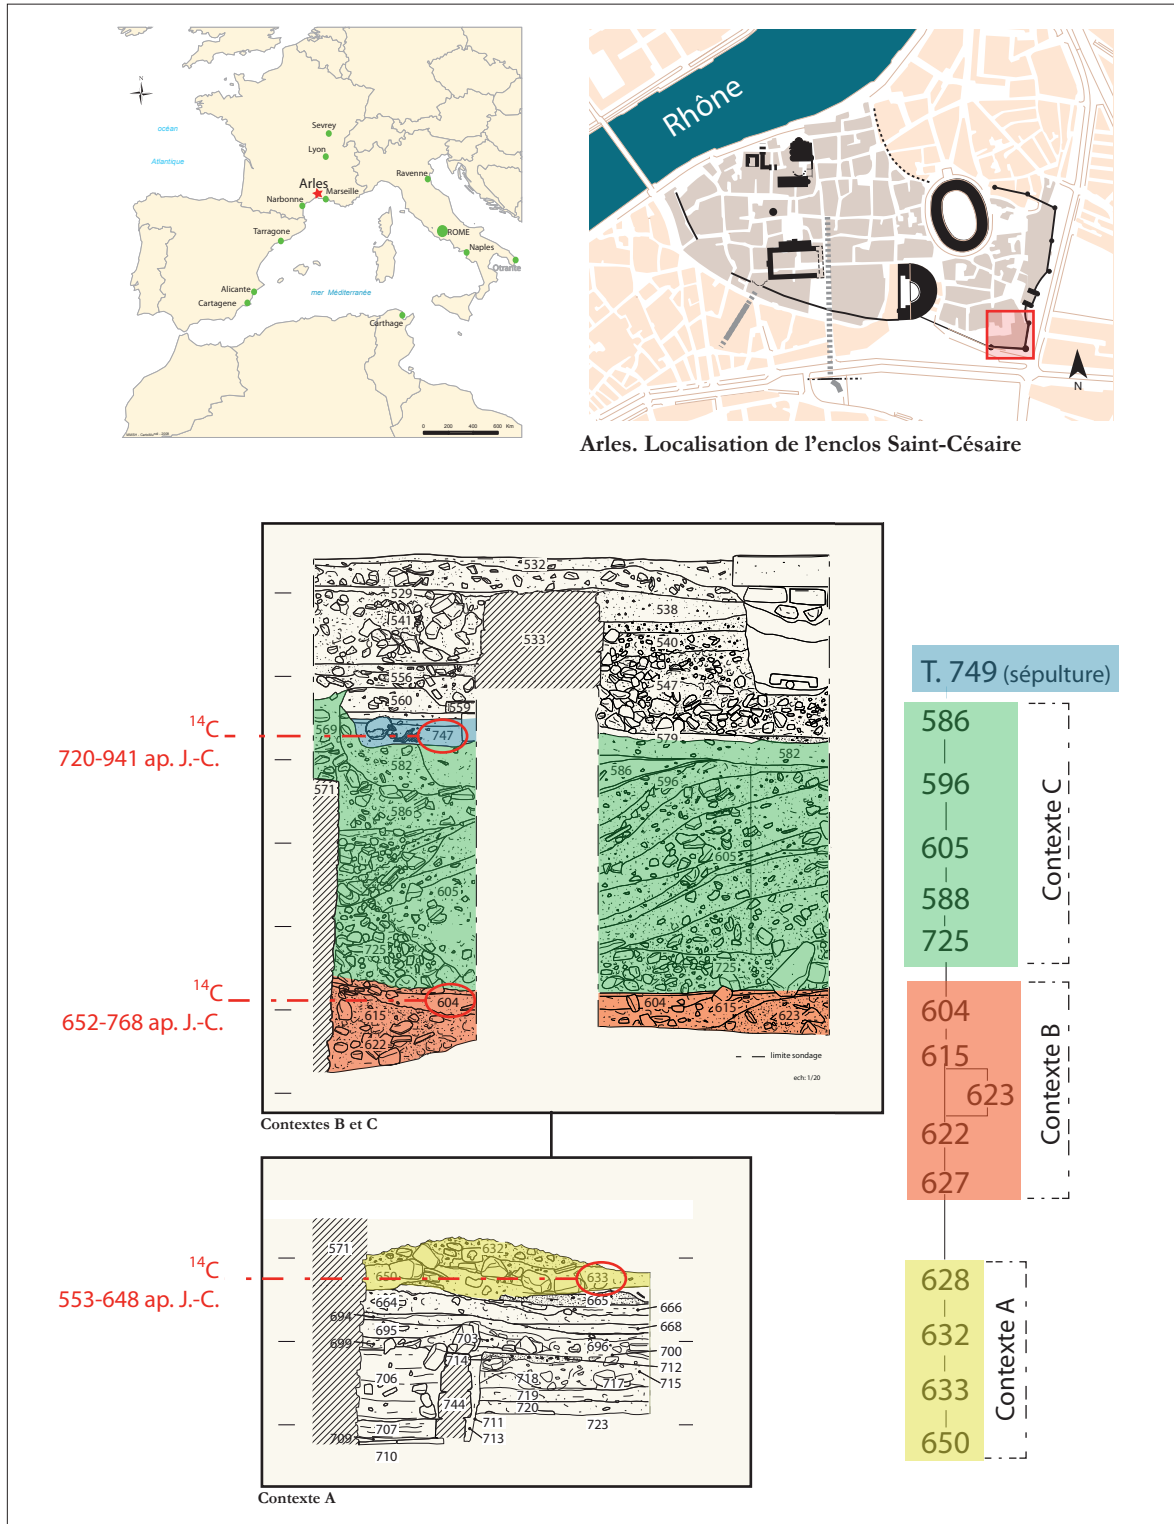 N
océan
Atlantique
Sevrey
Lyon
Arles
Marseille
Narbonne
Ravenne
Tarragone
ROME
Naples
Otrante
Alicante
Cartagene
mer Méditerranée
Carthage
0 200 400 600 Km
Rhône
N
Arles. Localisation de l'enclos Saint-Césaire
532
529
541
538
533
540
556
547
560
559
569
747
579
582
582
571
586
596
586
605
605
725
725
604
604
615
615
623
622
limite sondage
ech: 1/20
14C
720-941 ap. J.-C.
14C
652-768 ap. J.-C.
Contextes B et C
T. 749 (sépulture)
586
596
605
588
725
Contexte C
604
615
623
622
627
Contexte B
628
632
633
650
Contexte A
14C
553-648 ap. J.-C.
571
632
650
633
664
665
666
694
668
695
703
696
699
700
714
712
706
718
717
715
719
744
720
711
723
707
713
709
710
Contexte A